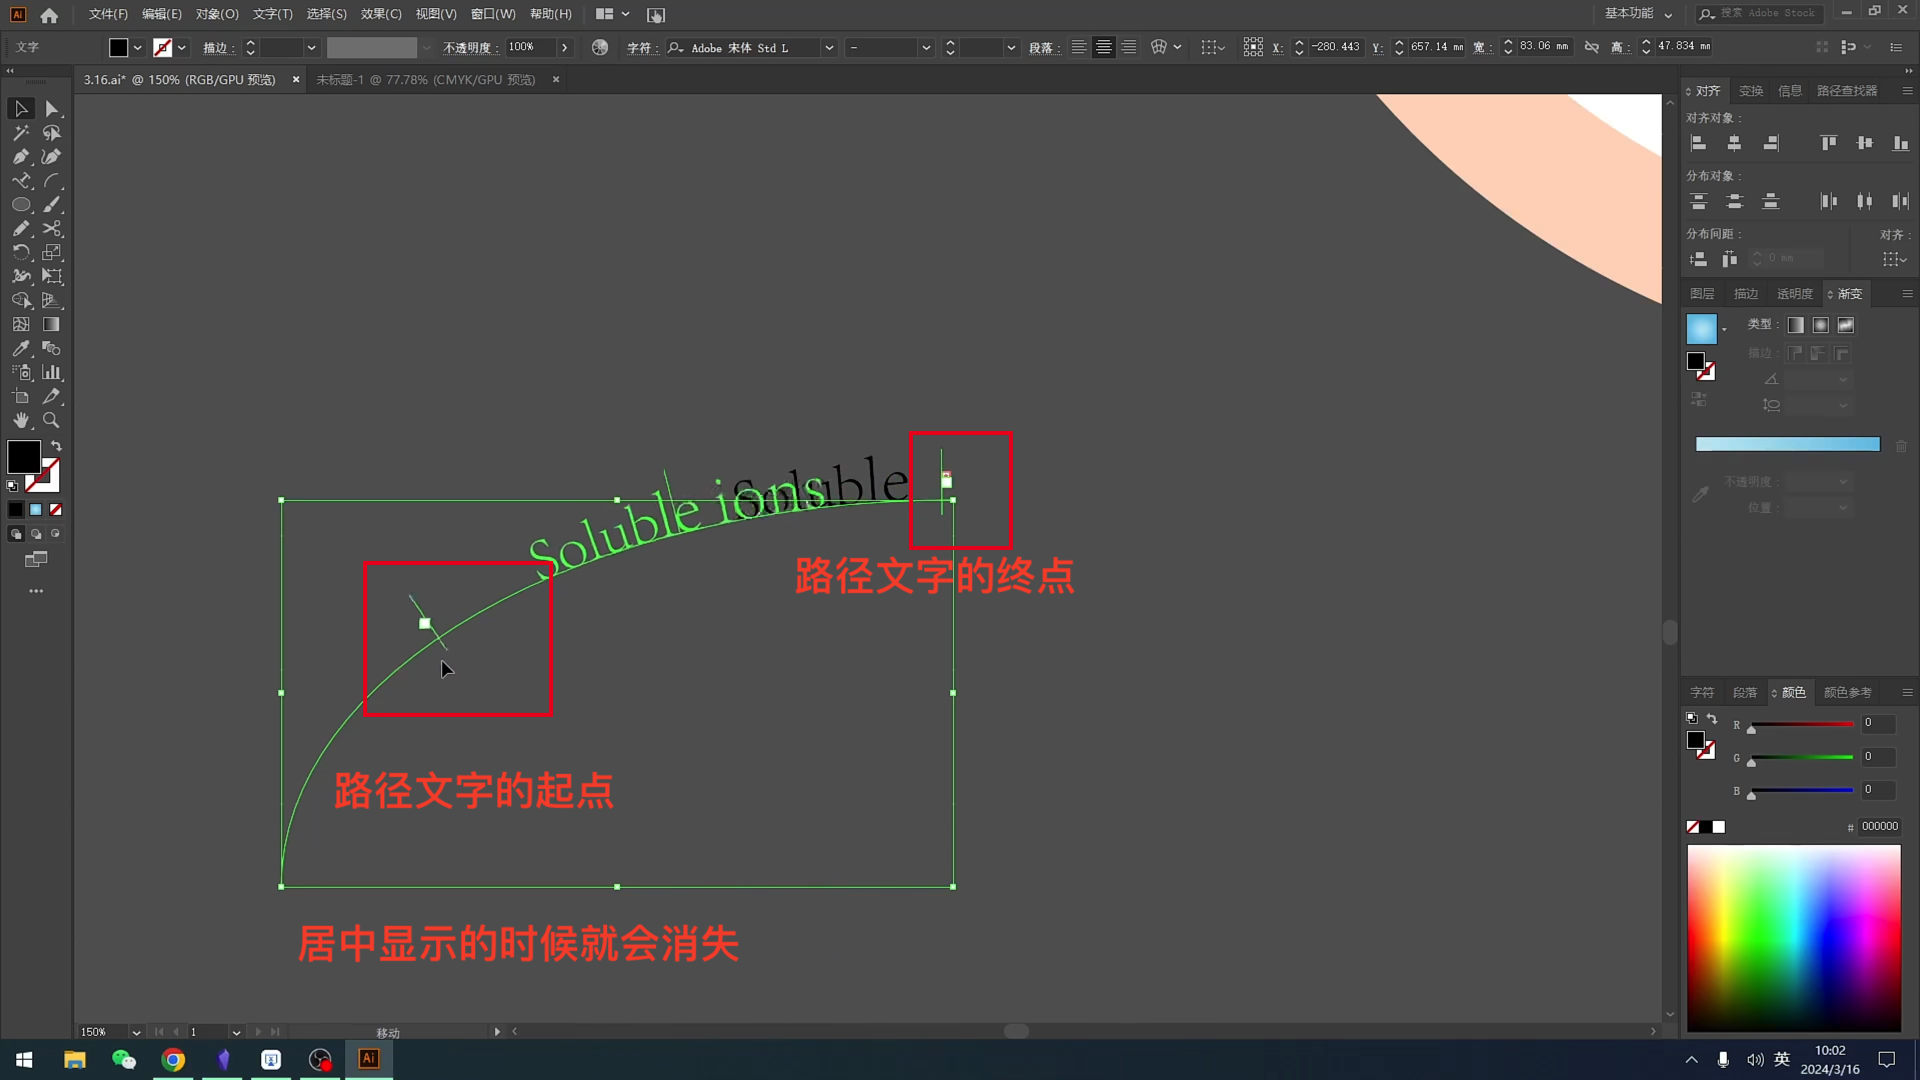 文件(F) 编辑(E) 对象(O) 文字(T) 选择(S) 效果(C) 视图(V) 窗口(W) 帮助(H) 基本功能 搜索 Adobe Stock
文字 描边: 不透明度: 100% 字符: Adobe 宋体 Std L - 段落: X: -280.443 Y: 657.14 mm 宽: 83.06 mm 高: 47.834 mm
3.16.ai* @ 150% (RGB/GPU 预览) × 未标题-1 @ 77.78% (CMYK/GPU 预览) ×
对齐 变换 信息 路径查找器
对齐对象:
分布对象:
分布间距: 对齐:
0 mm
图层 描边 透明度 渐变
类型:
描边:
不透明度:
位置:
Soluble
Soluble ions
路径文字的终点
路径文字的起点
居中显示的时候就会消失
字符 段落 颜色 颜色参考
R 0
G 0
B 0
# 000000
150% 1 移动
Ai
英
10:02
2024/3/16